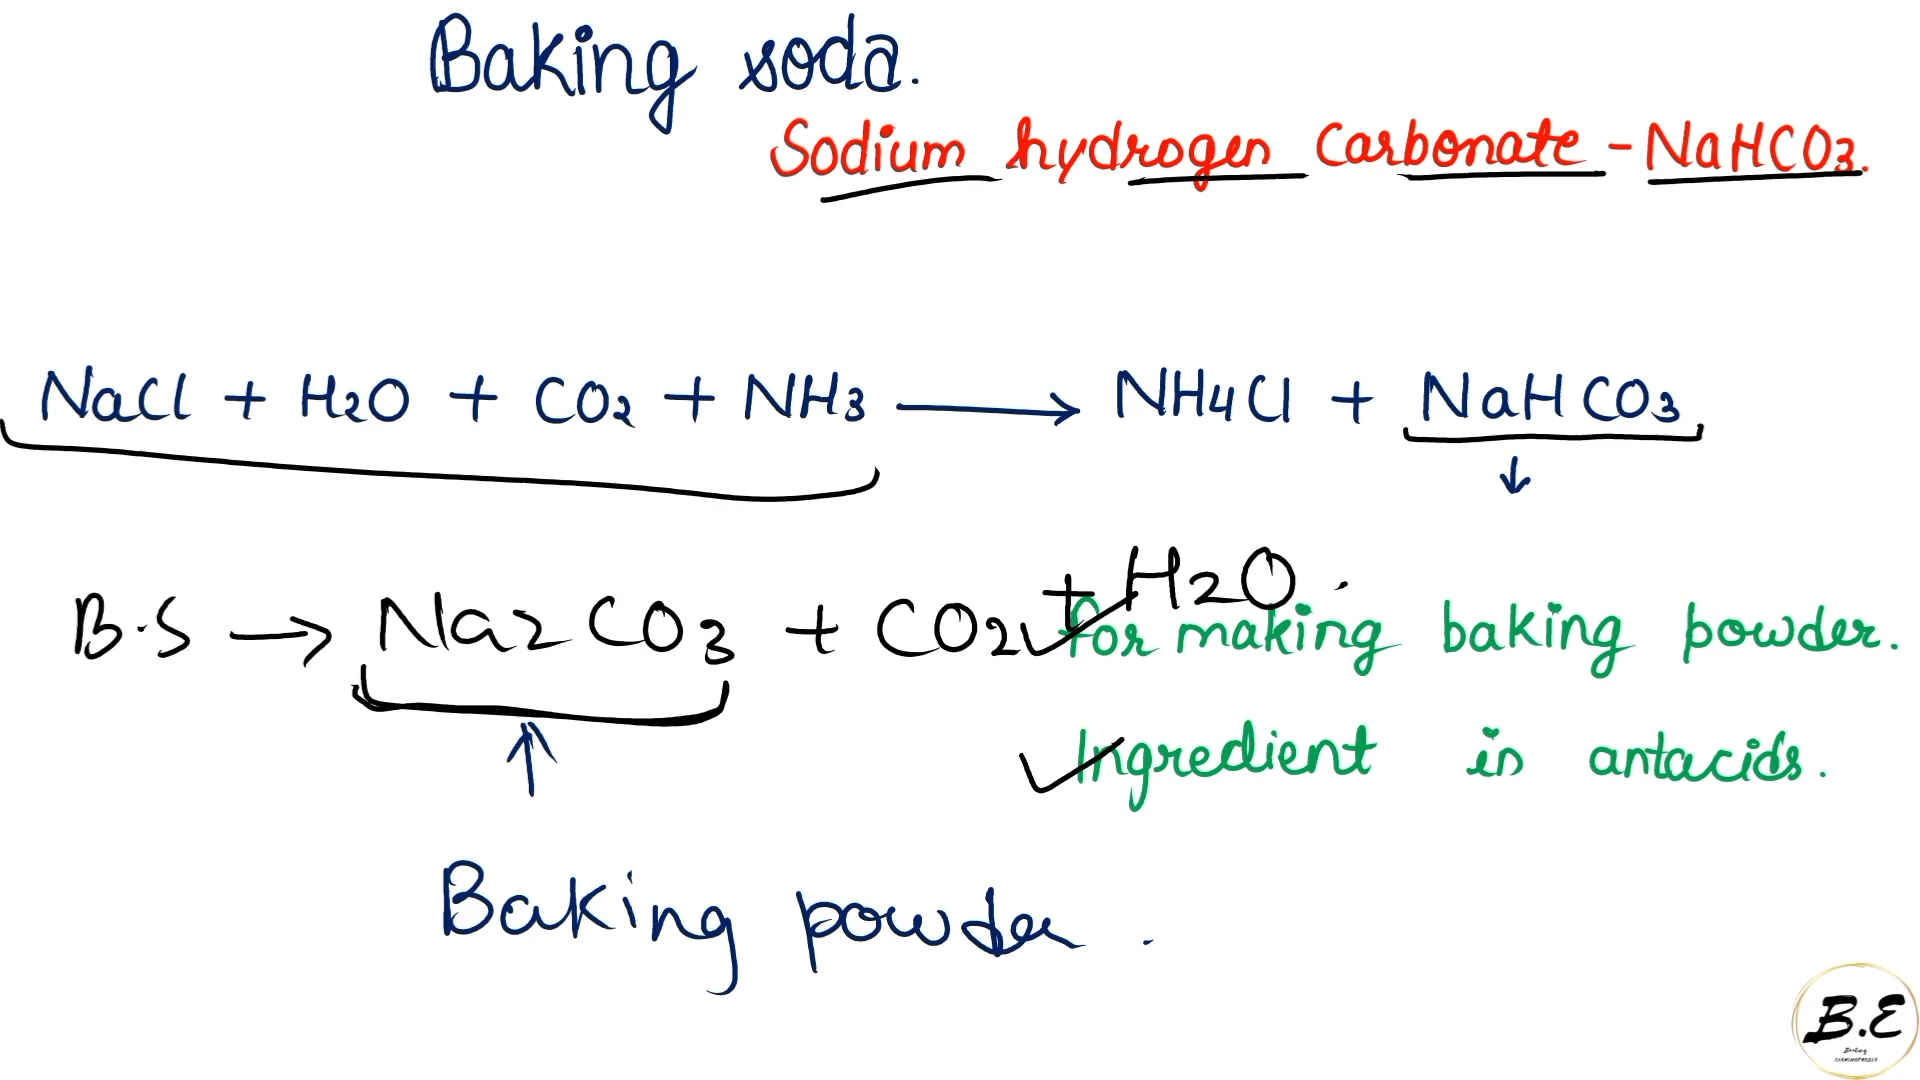 Baking soda.
Sodium hydrogen Carbonate - NaHCO3.
NaCl + H2O + CO2 + NH3 → NH4Cl + NaHCO3
↓
B.S → Na2CO3 + CO2 + H2O.
for making baking powder.
↑
Ingredient in antacids.
Baking powder.
B.E